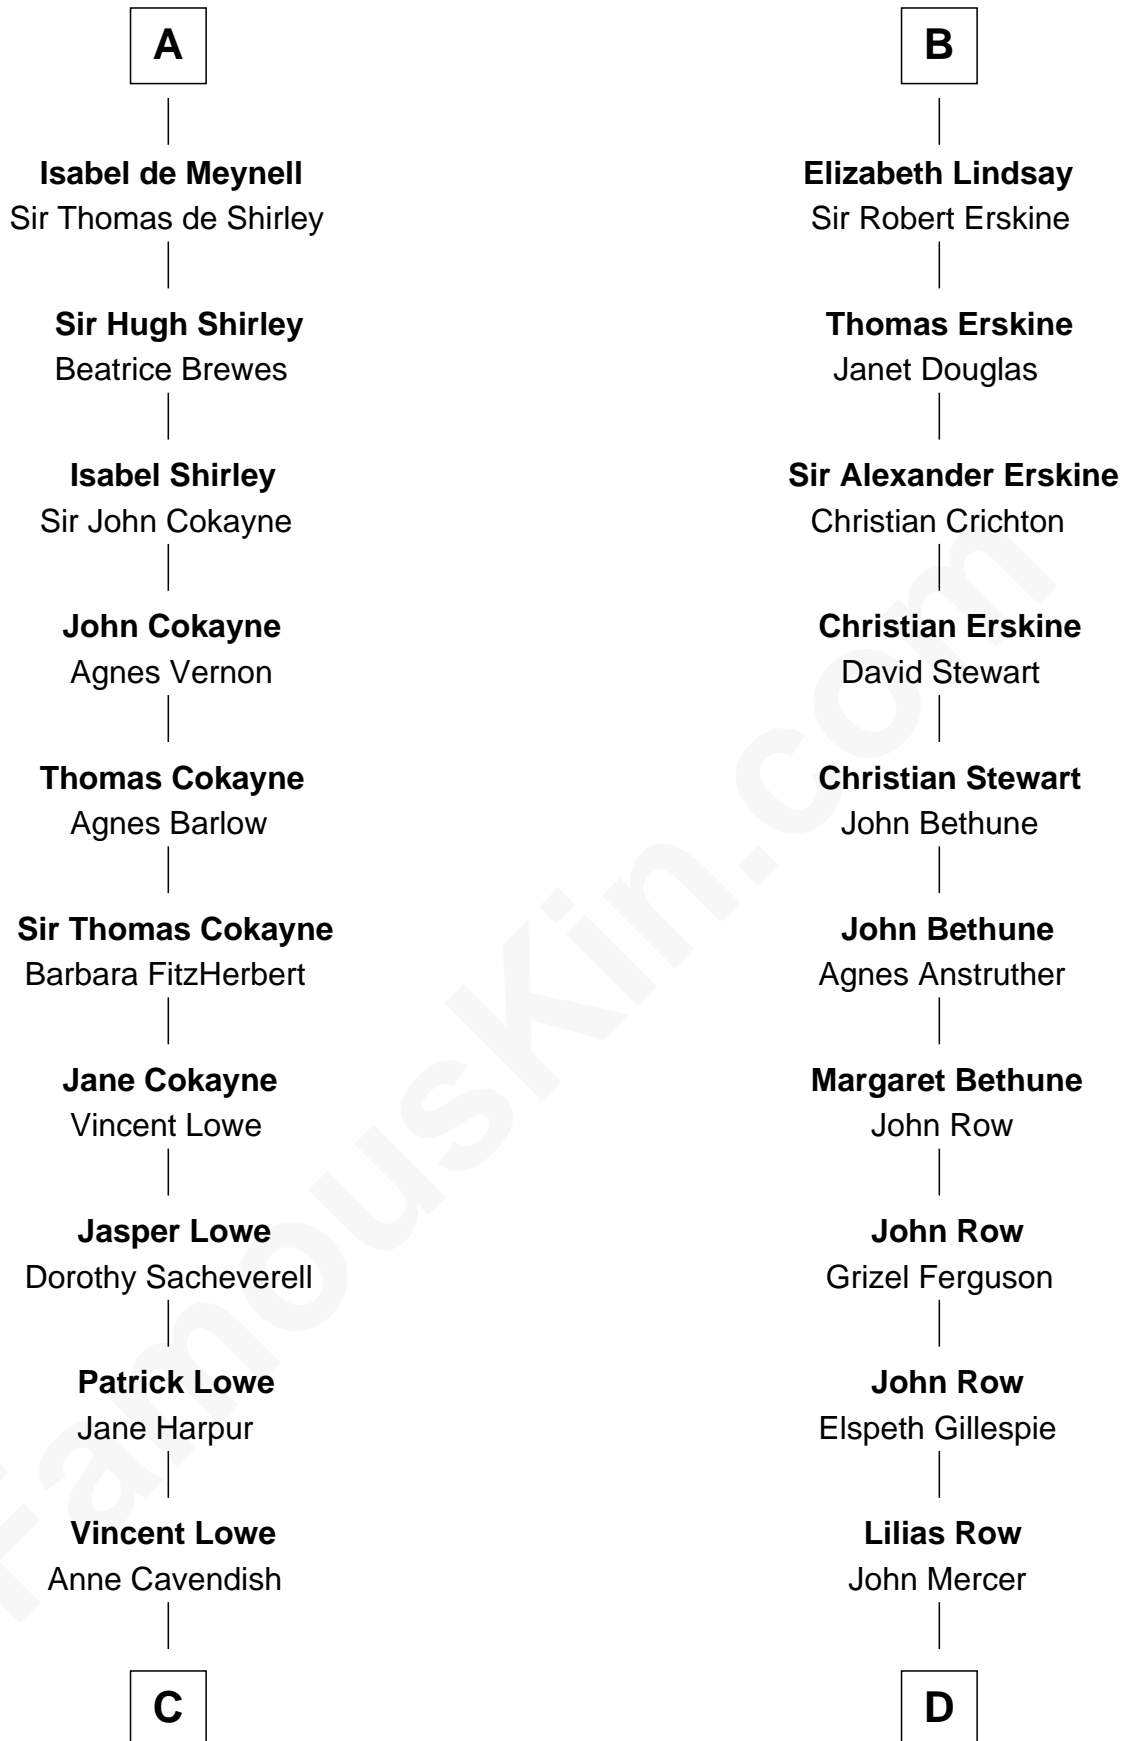 A
Isabel de Meynell
Sir Thomas de Shirley
Sir Hugh Shirley
Beatrice Brewes
Isabel Shirley
Sir John Cokayne
John Cokayne
Agnes Vernon
Thomas Cokayne
Agnes Barlow
Sir Thomas Cokayne
Barbara FitzHerbert
Jane Cokayne
Vincent Lowe
Jasper Lowe
Dorothy Sacheverell
Patrick Lowe
Jane Harpur
Vincent Lowe
Anne Cavendish
C
B
Elizabeth Lindsay
Sir Robert Erskine
Thomas Erskine
Janet Douglas
Sir Alexander Erskine
Christian Crichton
Christian Erskine
David Stewart
Christian Stewart
John Bethune
John Bethune
Agnes Anstruther
Margaret Bethune
John Row
John Row
Grizel Ferguson
John Row
Elspeth Gillespie
Lilias Row
John Mercer
D
FamousKin.com